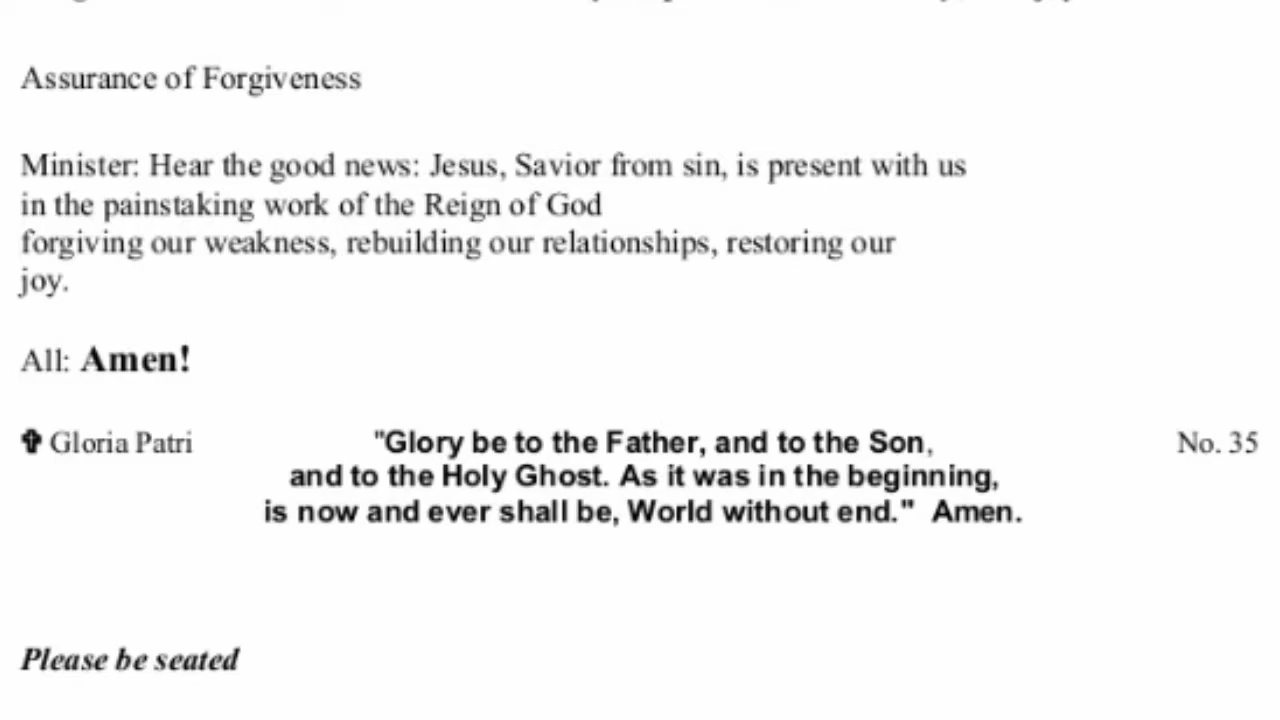 Assurance of Forgiveness
Minister: Hear the good news: Jesus, Savior from sin, is present with us
in the painstaking work of the Reign of God
forgiving our weakness, rebuilding our relationships, restoring our
joy.
All: Amen!
✞ Gloria Patri "Glory be to the Father, and to the Son, No. 35
and to the Holy Ghost. As it was in the beginning,
is now and ever shall be, World without end." Amen.
Please be seated